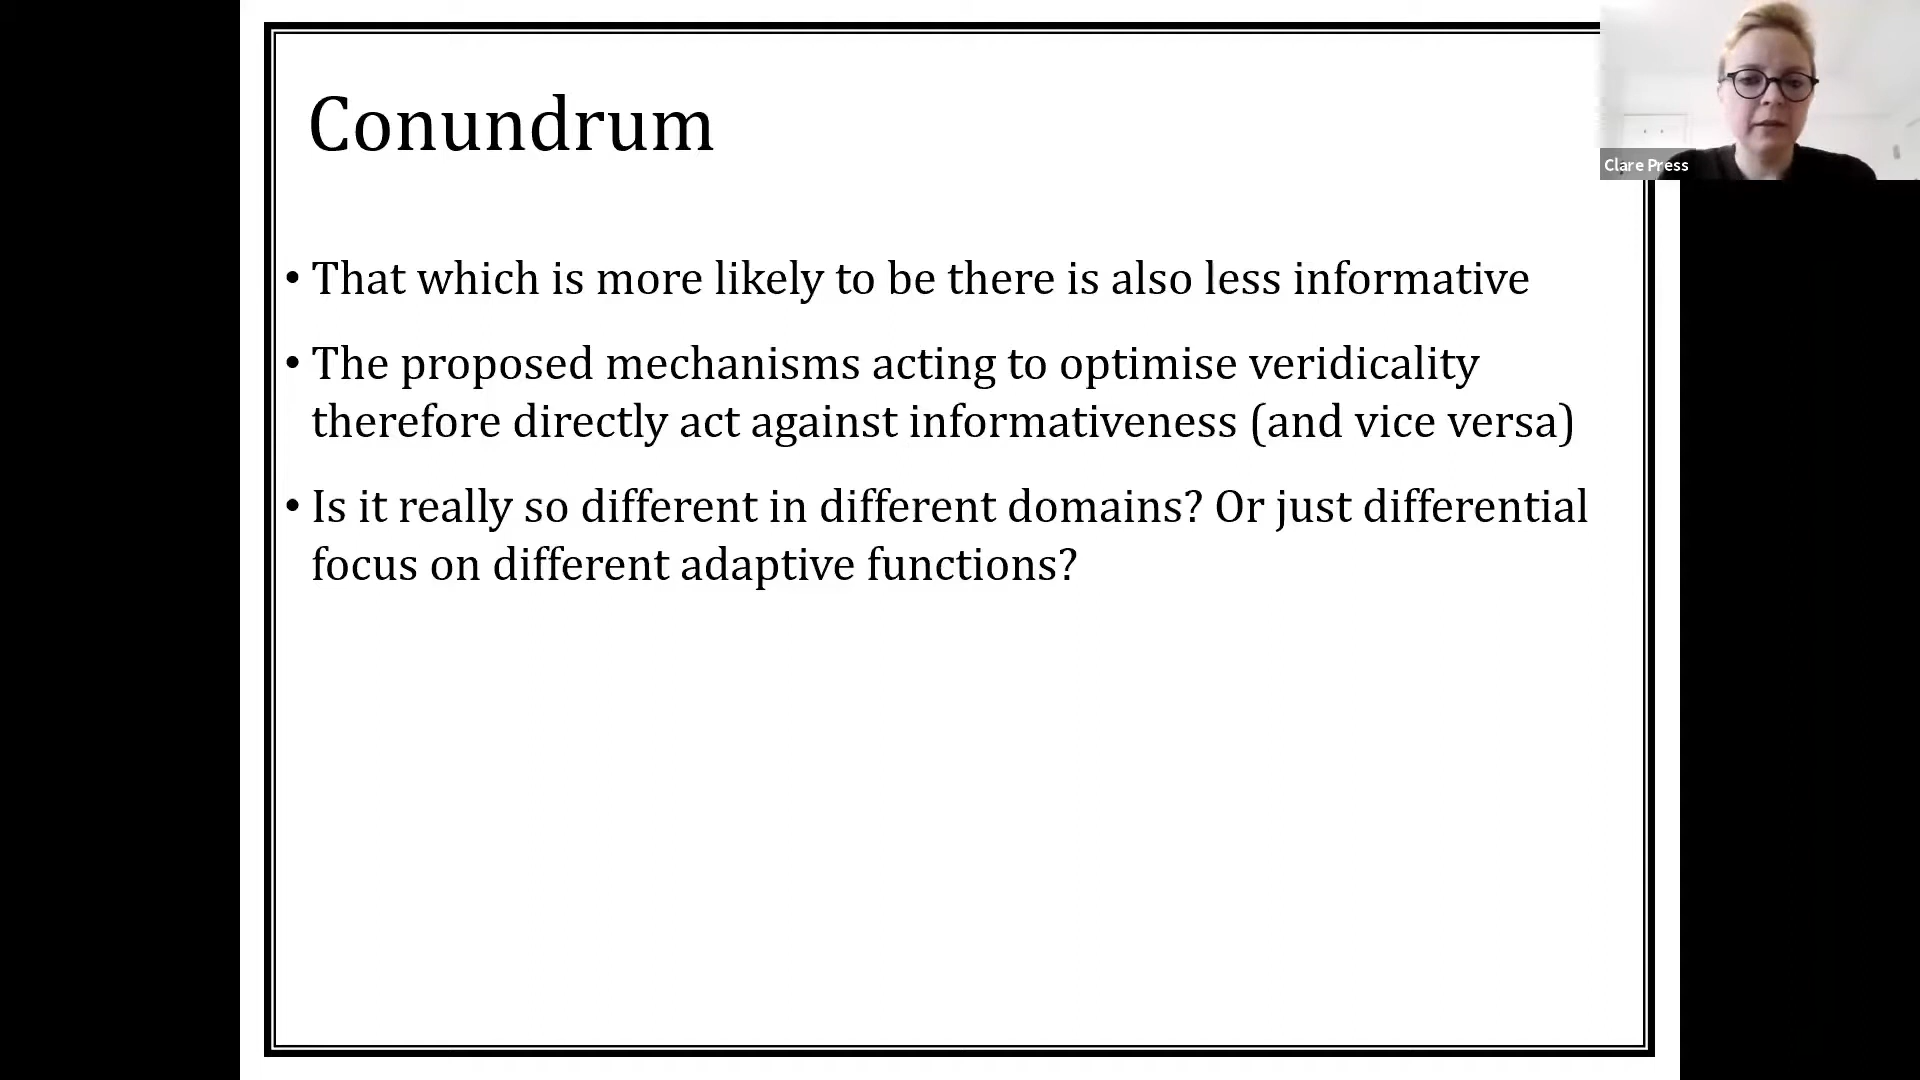 Conundrum
Clare Press
• That which is more likely to be there is also less informative
• The proposed mechanisms acting to optimise veridicality
therefore directly act against informativeness (and vice versa)
• Is it really so different in different domains? Or just differential
focus on different adaptive functions?